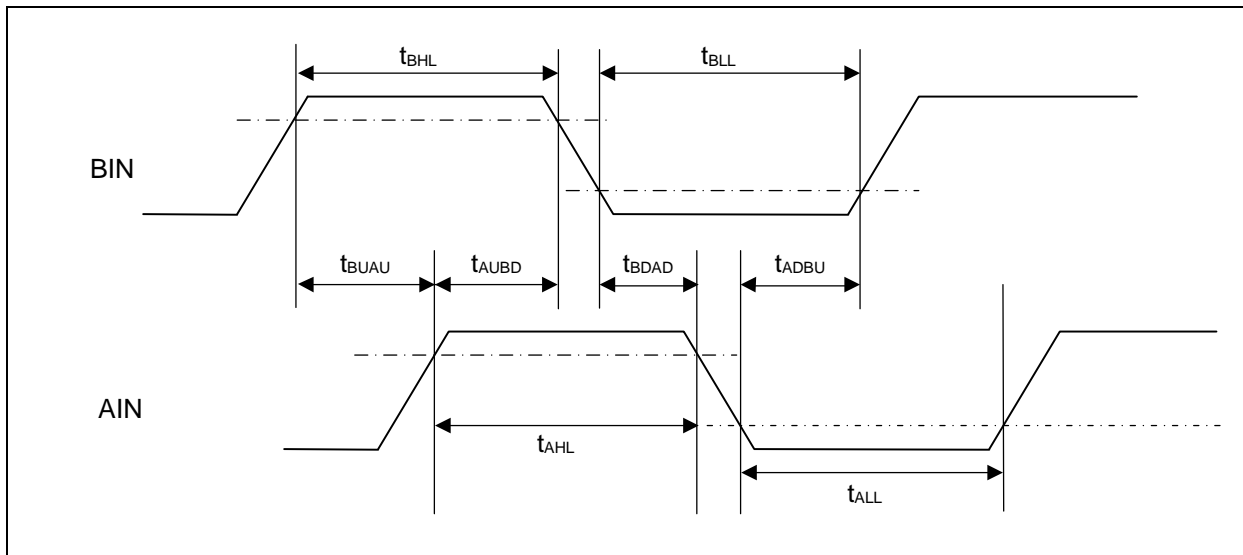 tBHL
tBLL
BIN
tBUAU
tAUBD
tBDAD
tADBU
AIN
tAHL
tALL